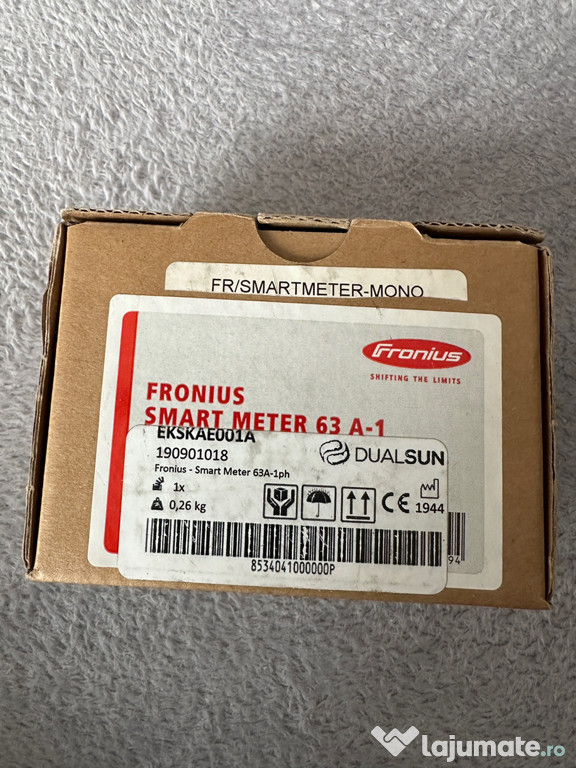 FR/SMARTMETER-MONO
Fronius
SHIFTING THE LIMITS
FRONIUS
SMART METER 63 A-1
EKSKAE001A
190901018
Fronius - Smart Meter 63A-1ph
1x
0,26 kg
DUALSUN
CE
1944
94
8534041000000P
lajumate.ro